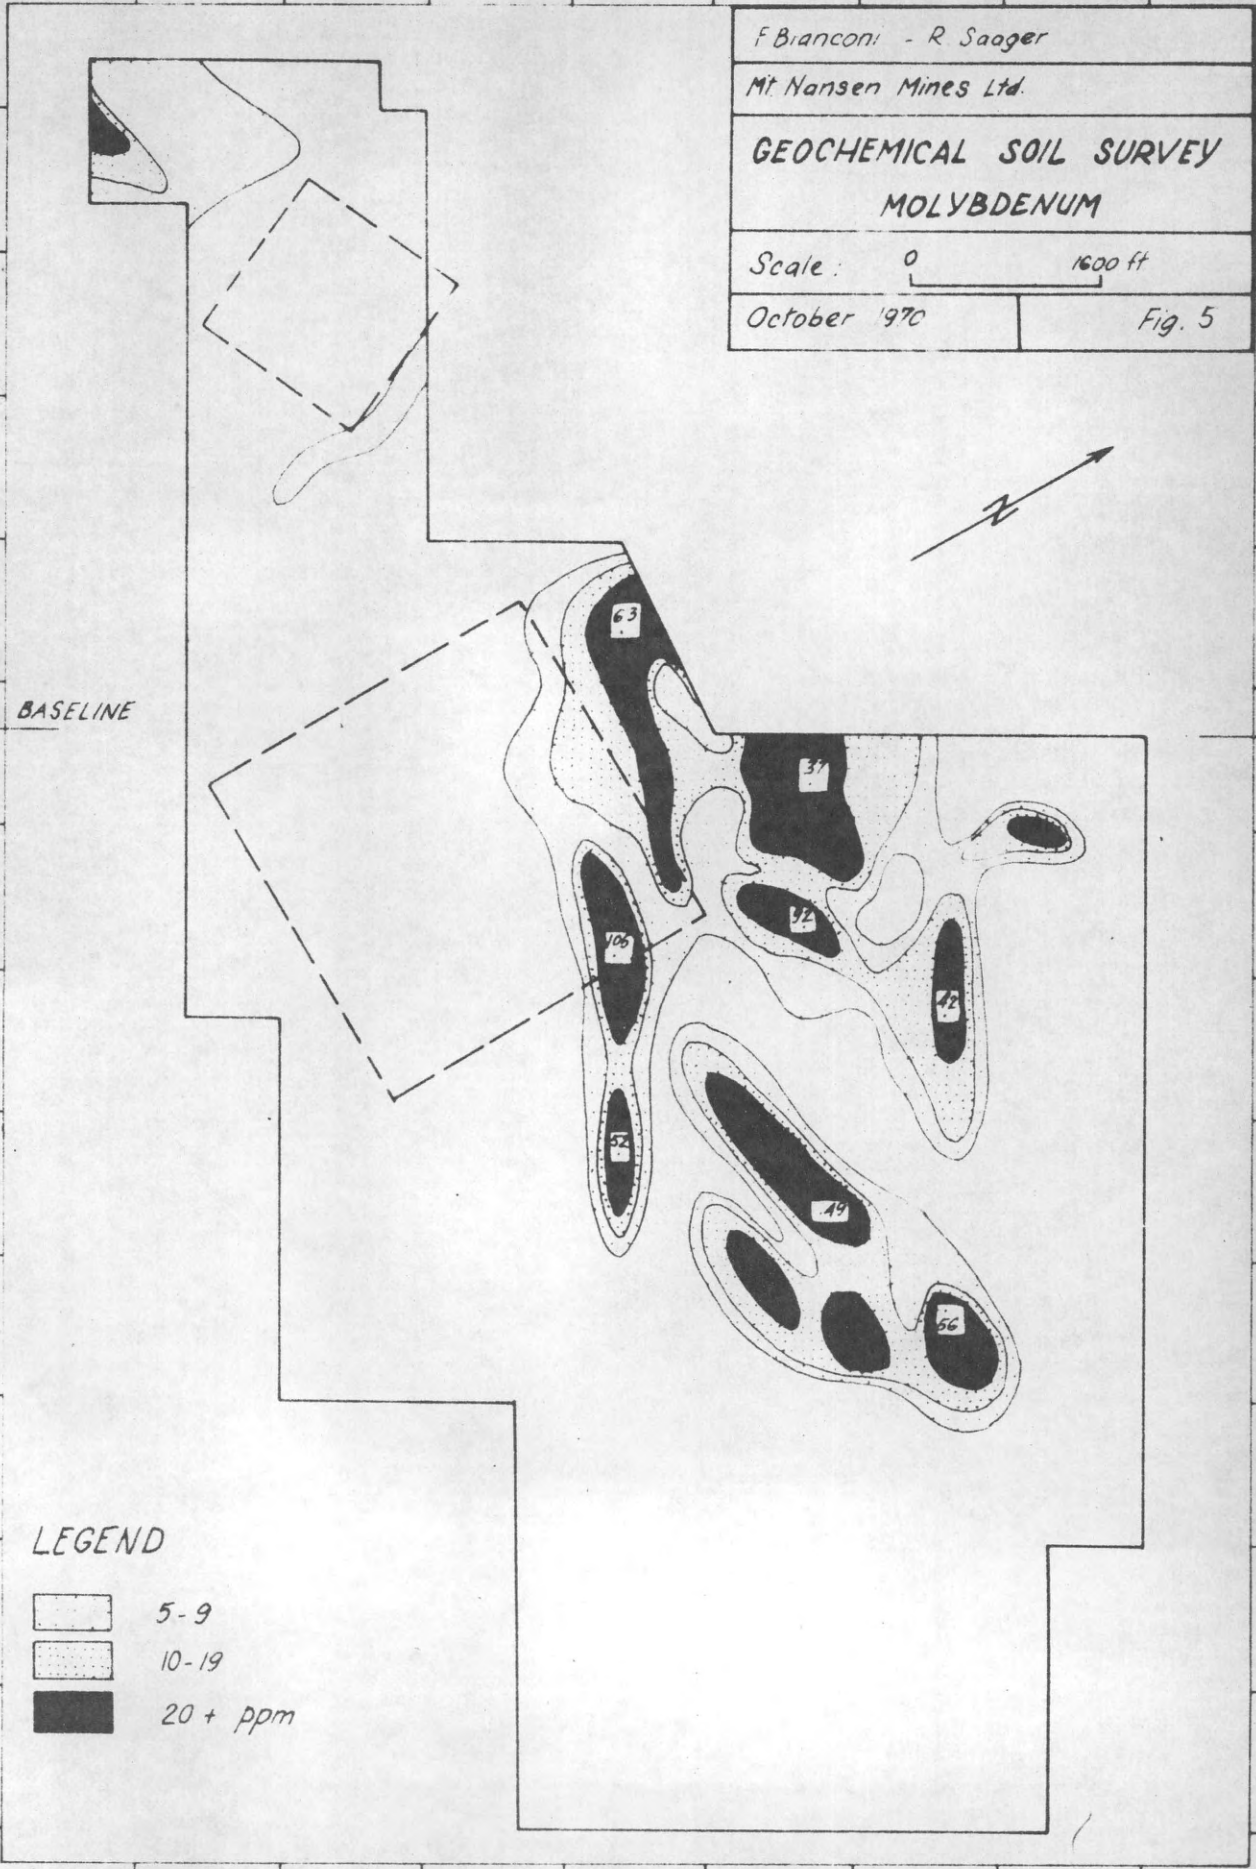 F Bianconi - R Saager
Mt. Nansen Mines Ltd.
GEOCHEMICAL SOIL SURVEY
MOLYBDENUM
Scale : 0 1600 ft
October 1970
Fig. 5
N
63
BASELINE
37
92
106
42
52
49
56
LEGEND
5-9
10-19
20 + ppm